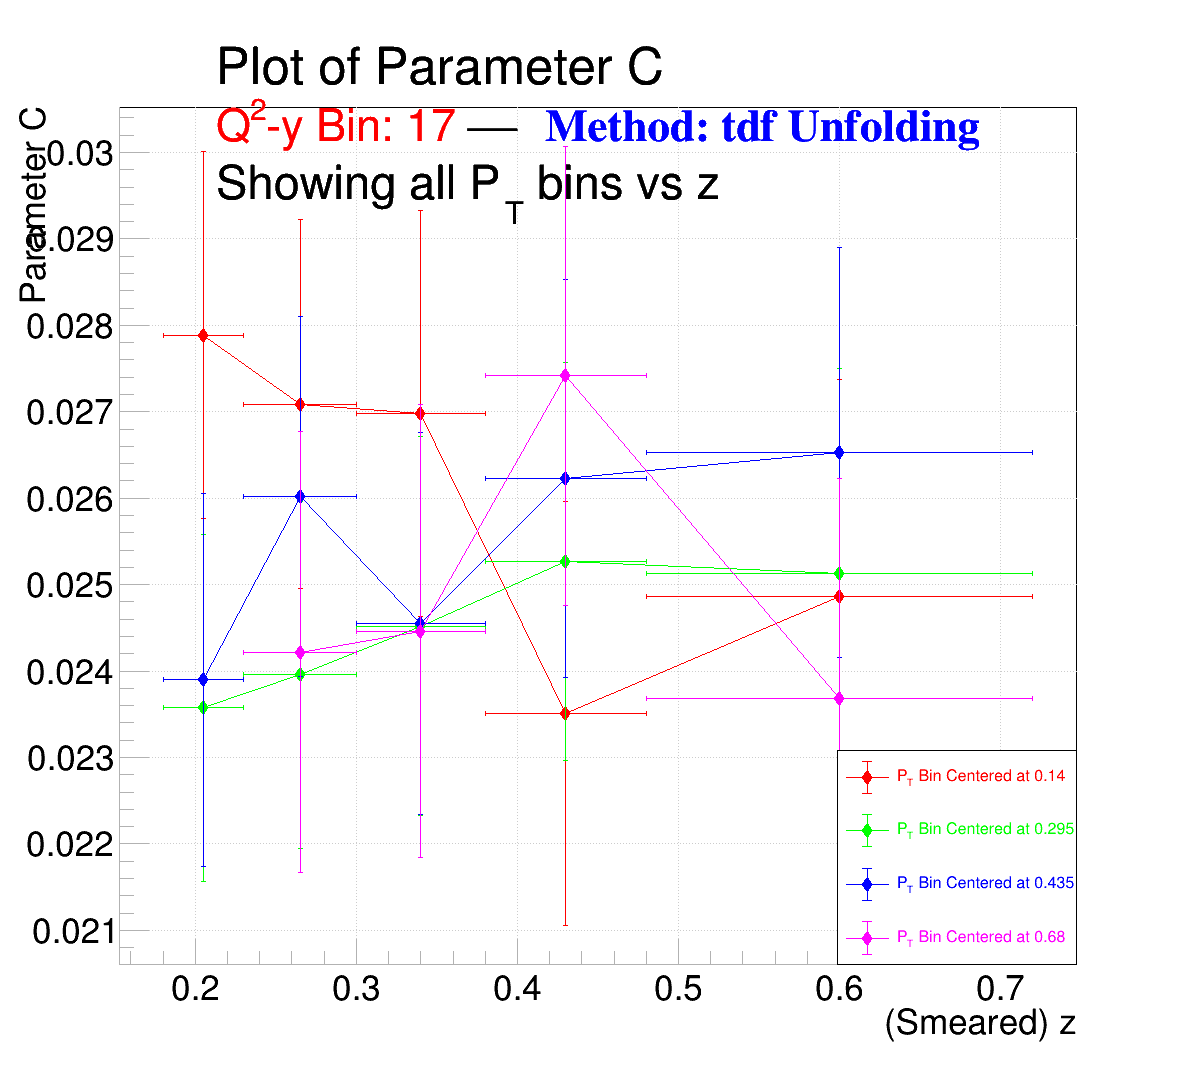 Plot of Parameter C
Q2-y Bin: 17 — Method: tdf Unfolding
Showing all PT bins vs z
Parameter C
0.03
0.029
0.028
0.027
0.026
0.025
0.024
0.023
0.022
0.021
PT Bin Centered at 0.14
PT Bin Centered at 0.295
PT Bin Centered at 0.435
PT Bin Centered at 0.68
0.2 0.3 0.4 0.5 0.6 0.7
(Smeared) z